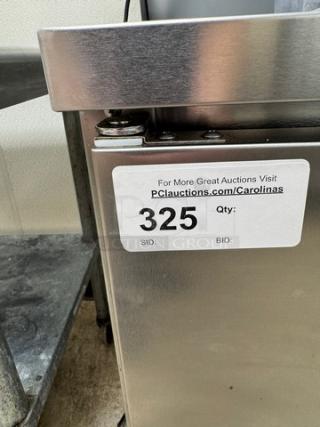 For More Great Auctions Visit
PCIauctions.com/Carolinas
325 Qty:
SID: BID: